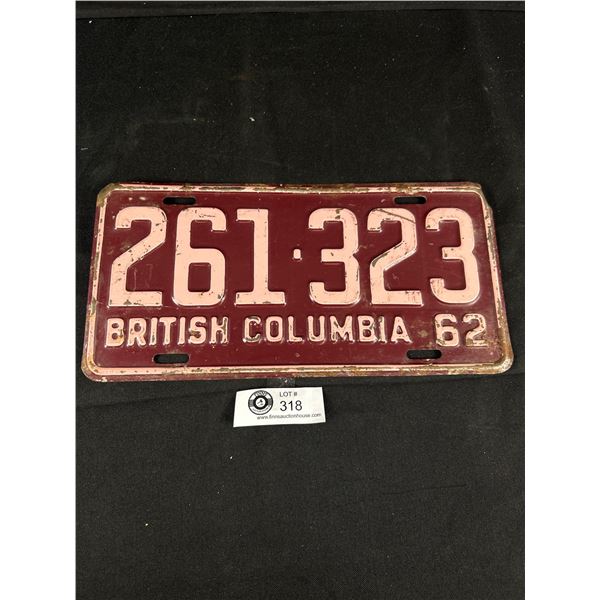 261·323
BRITISH COLUMBIA 62
LOT #
318
www.finnsauctionhouse.com